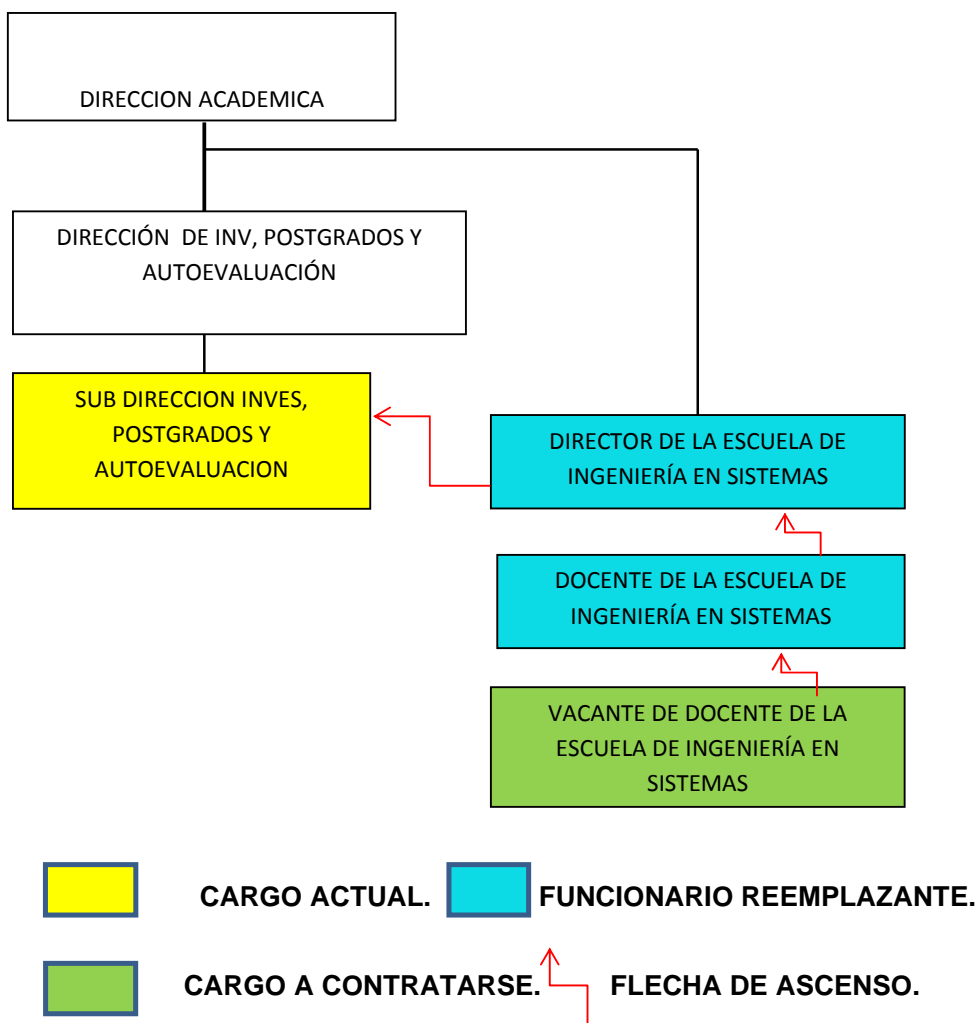 DIRECCION ACADEMICA
DIRECCIÓN DE INV, POSTGRADOS Y
AUTOEVALUACIÓN
SUB DIRECCION INVES,
POSTGRADOS Y
AUTOEVALUACION
DIRECTOR DE LA ESCUELA DE
INGENIERÍA EN SISTEMAS
DOCENTE DE LA ESCUELA DE
INGENIERÍA EN SISTEMAS
VACANTE DE DOCENTE DE LA
ESCUELA DE INGENIERÍA EN
SISTEMAS
CARGO ACTUAL.
FUNCIONARIO REEMPLAZANTE.
CARGO A CONTRATARSE.
FLECHA DE ASCENSO.